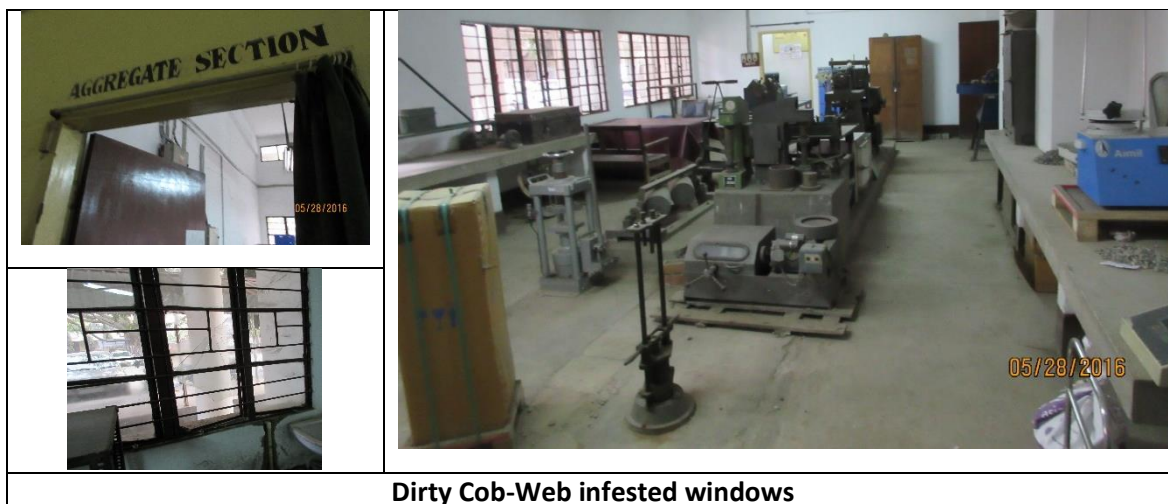 AGGREGATE SECTION
05/28/2016
Aimil
05/28/2016
Dirty Cob-Web infested windows